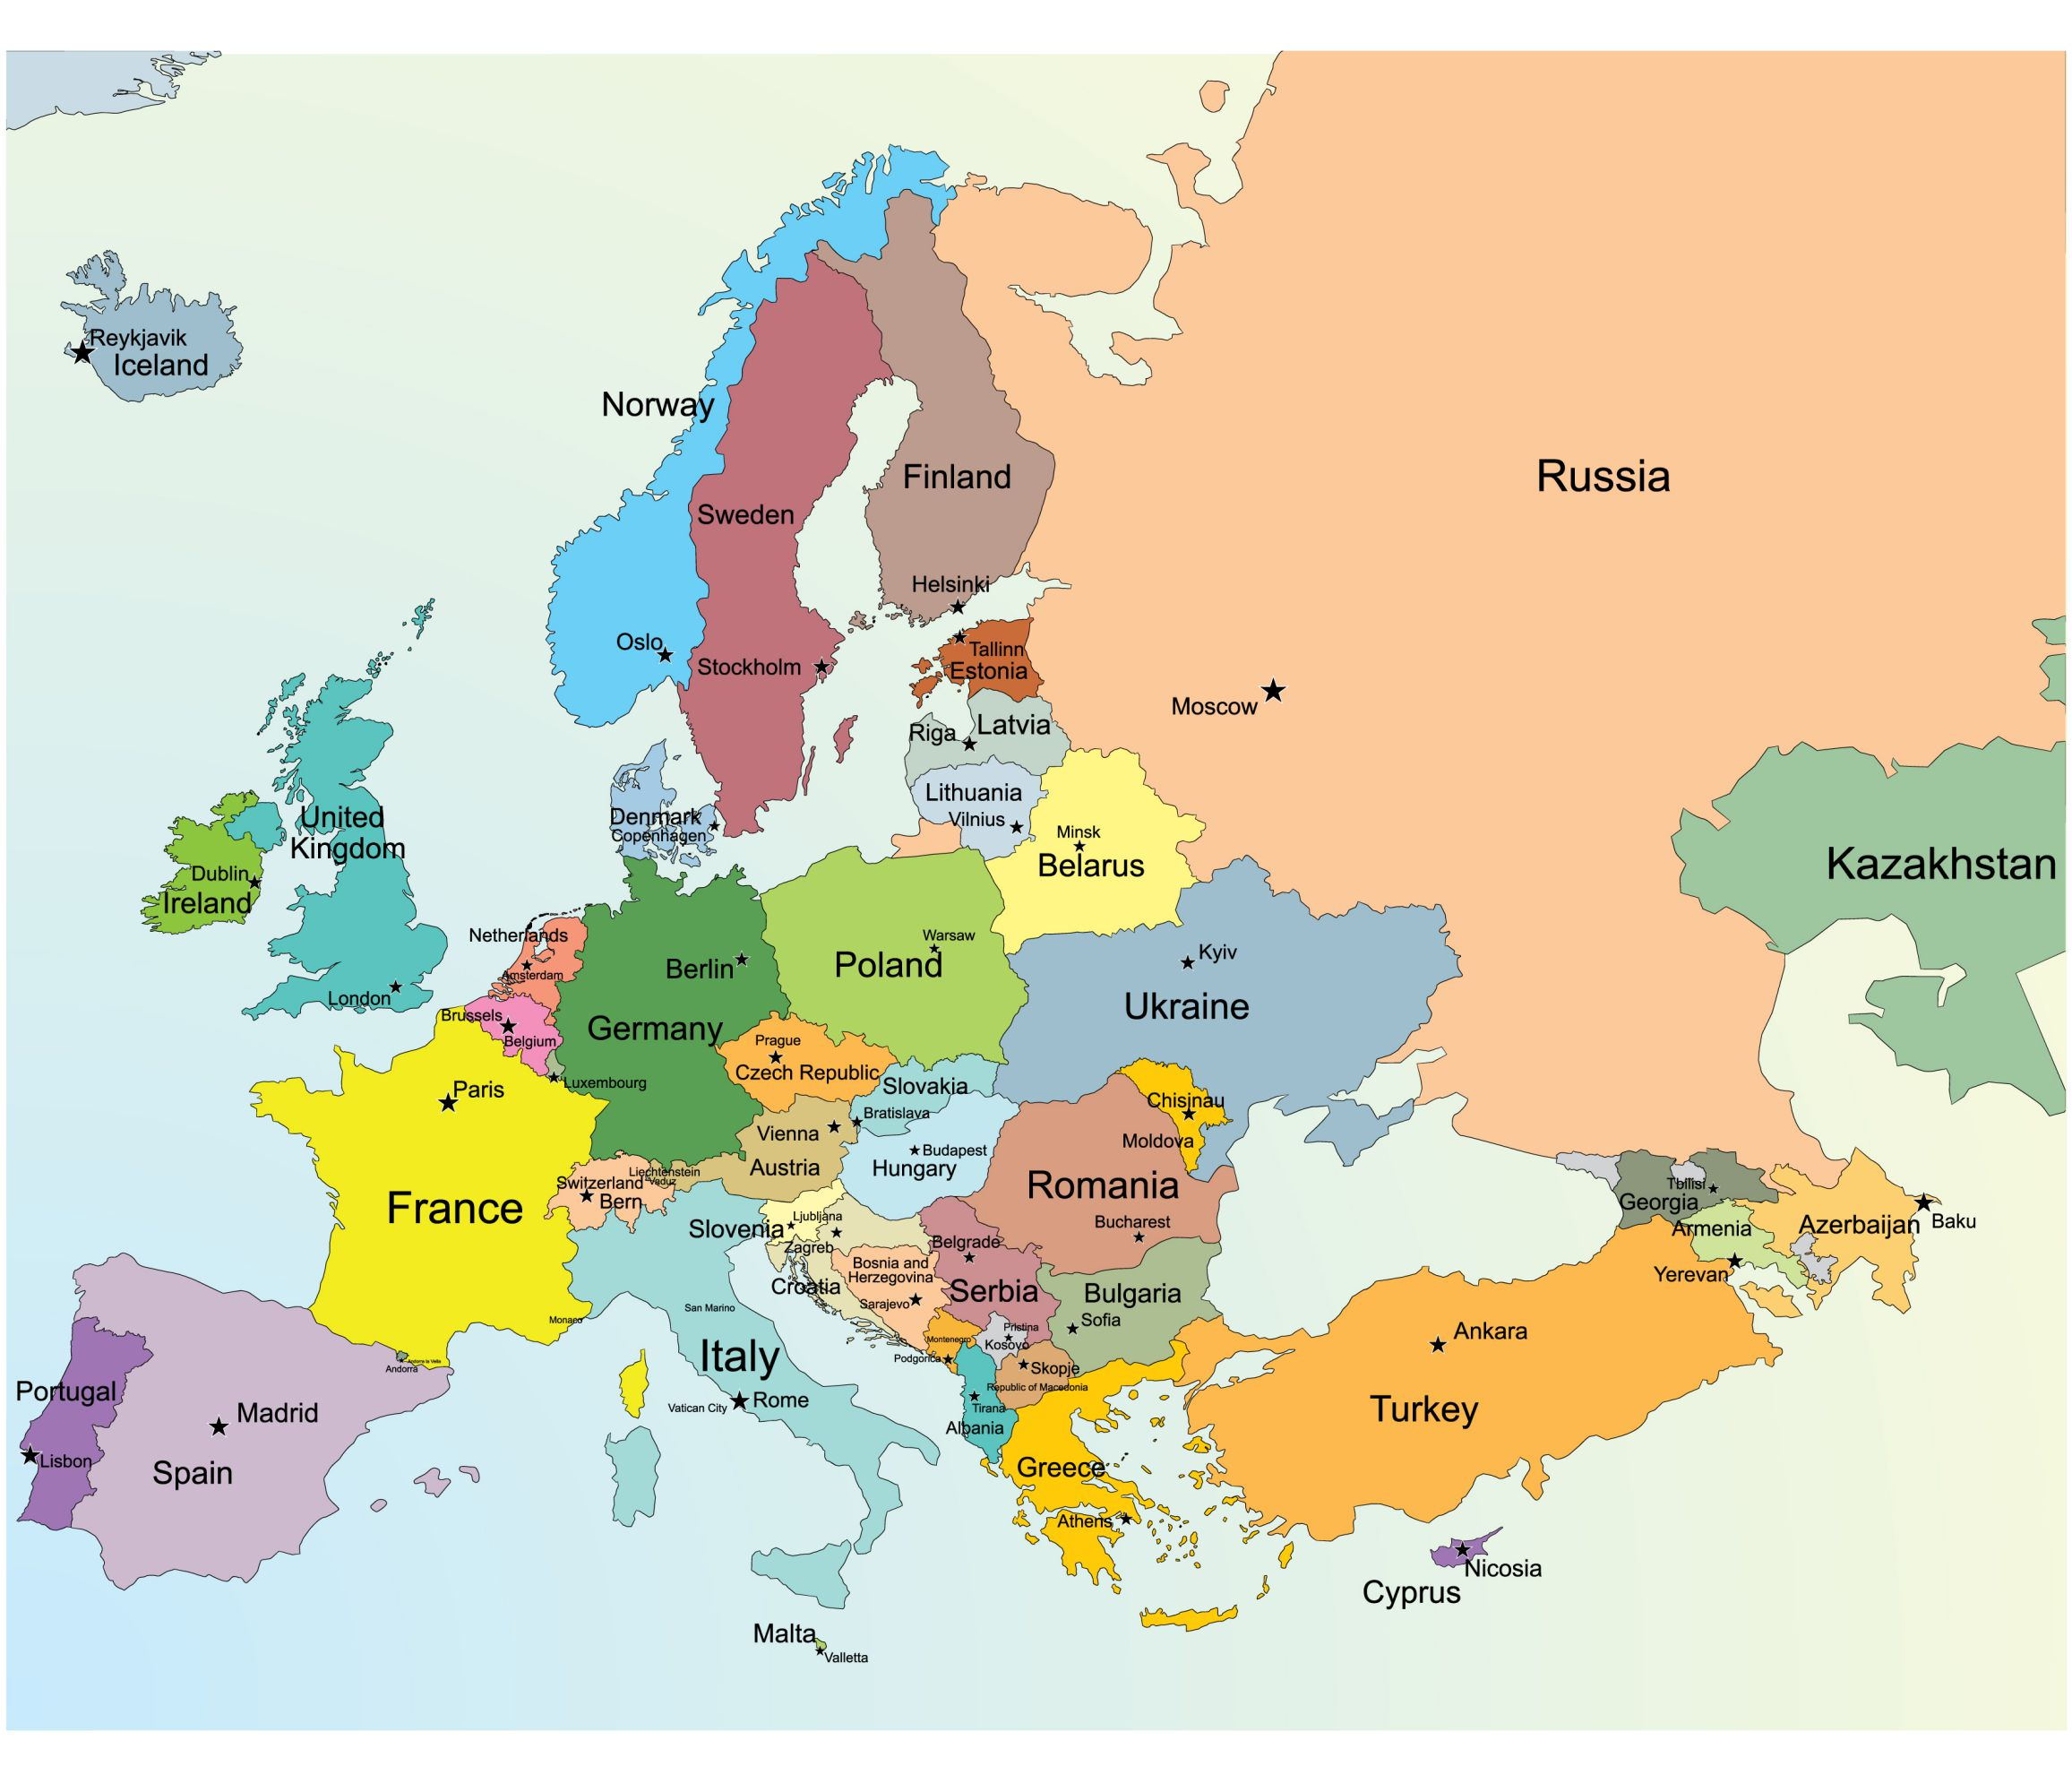 Reykjavik
Iceland
Norway
Finland
Russia
Sweden
Helsinki
Oslo
Stockholm
Tallinn
Estonia
Moscow
Riga
Latvia
Lithuania
Vilnius
Denmark
Copenhagen
United
Kingdom
Minsk
Belarus
Kazakhstan
Dublin
Ireland
Netherlands
Amsterdam
London
Berlin
Warsaw
Poland
Kyiv
Ukraine
Brussels
Belgium
Germany
Prague
Czech Republic
Luxembourg
Slovakia
Paris
Bratislava
Chisinau
Vienna
Moldova
Austria
Budapest
Hungary
Liechtenstein
Vaduz
Switzerland
Bern
France
Romania
Tbilisi
Georgia
Slovenia
Ljubljana
Bucharest
Armenia
Azerbaijan
Baku
Zagreb
Belgrade
Bosnia and
Herzegovina
Yerevan
Croatia
Serbia
Bulgaria
Sarajevo
San Marino
Monaco
Sofia
Pristina
Kosovo
Montenegro
Ankara
Italy
Podgorica
Andorra la Vella
Andorra
Skopje
Republic of Macedonia
Portugal
Madrid
Vatican City
Rome
Tirana
Albania
Turkey
Lisbon
Spain
Greece
Athens
Nicosia
Cyprus
Malta
Valletta